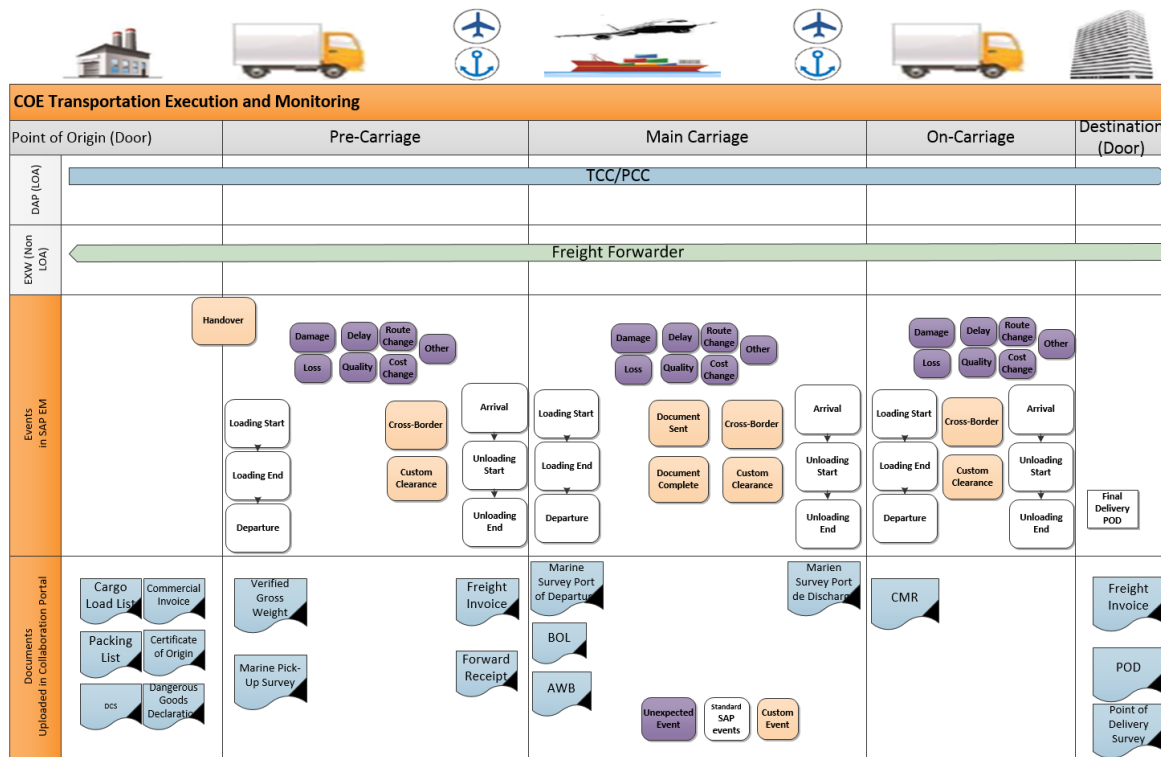 COE Transportation Execution and Monitoring
Point of Origin (Door)
Pre-Carriage
Main Carriage
On-Carriage
Destination
(Door)
DAP (LOA)
TCC/PCC
EXW (Non
LOA)
Freight Forwarder
Events
in SAP EM
Handover
Damage
Delay
Route
Change
Other
Loss
Quality
Cost
Change
Loading Start
Loading End
Departure
Cross-Border
Custom
Clearance
Arrival
Unloading
Start
Unloading
End
Damage
Delay
Route
Change
Other
Loss
Quality
Cost
Change
Loading Start
Loading End
Departure
Document
Sent
Document
Complete
Cross-Border
Custom
Clearance
Arrival
Unloading
Start
Unloading
End
Damage
Delay
Route
Change
Other
Loss
Quality
Cost
Change
Loading Start
Loading End
Departure
Cross-Border
Custom
Clearance
Arrival
Unloading
Start
Unloading
End
Final
Delivery
POD
Documents
Uploaded in Collaboration Portal
Cargo
Load List
Commercial
Invoice
Packing
List
Certificate
of Origin
DCS
Dangerous
Goods
Declaration
Verified
Gross
Weight
Marine Pick-
Up Survey
Freight
Invoice
Forward
Receipt
Marine
Survey Port
of Departure
BOL
AWB
Marien
Survey Port
de Discharge
CMR
Freight
Invoice
POD
Point of
Delivery
Survey
Unexpected
Event
Standard
SAP
events
Custom
Event